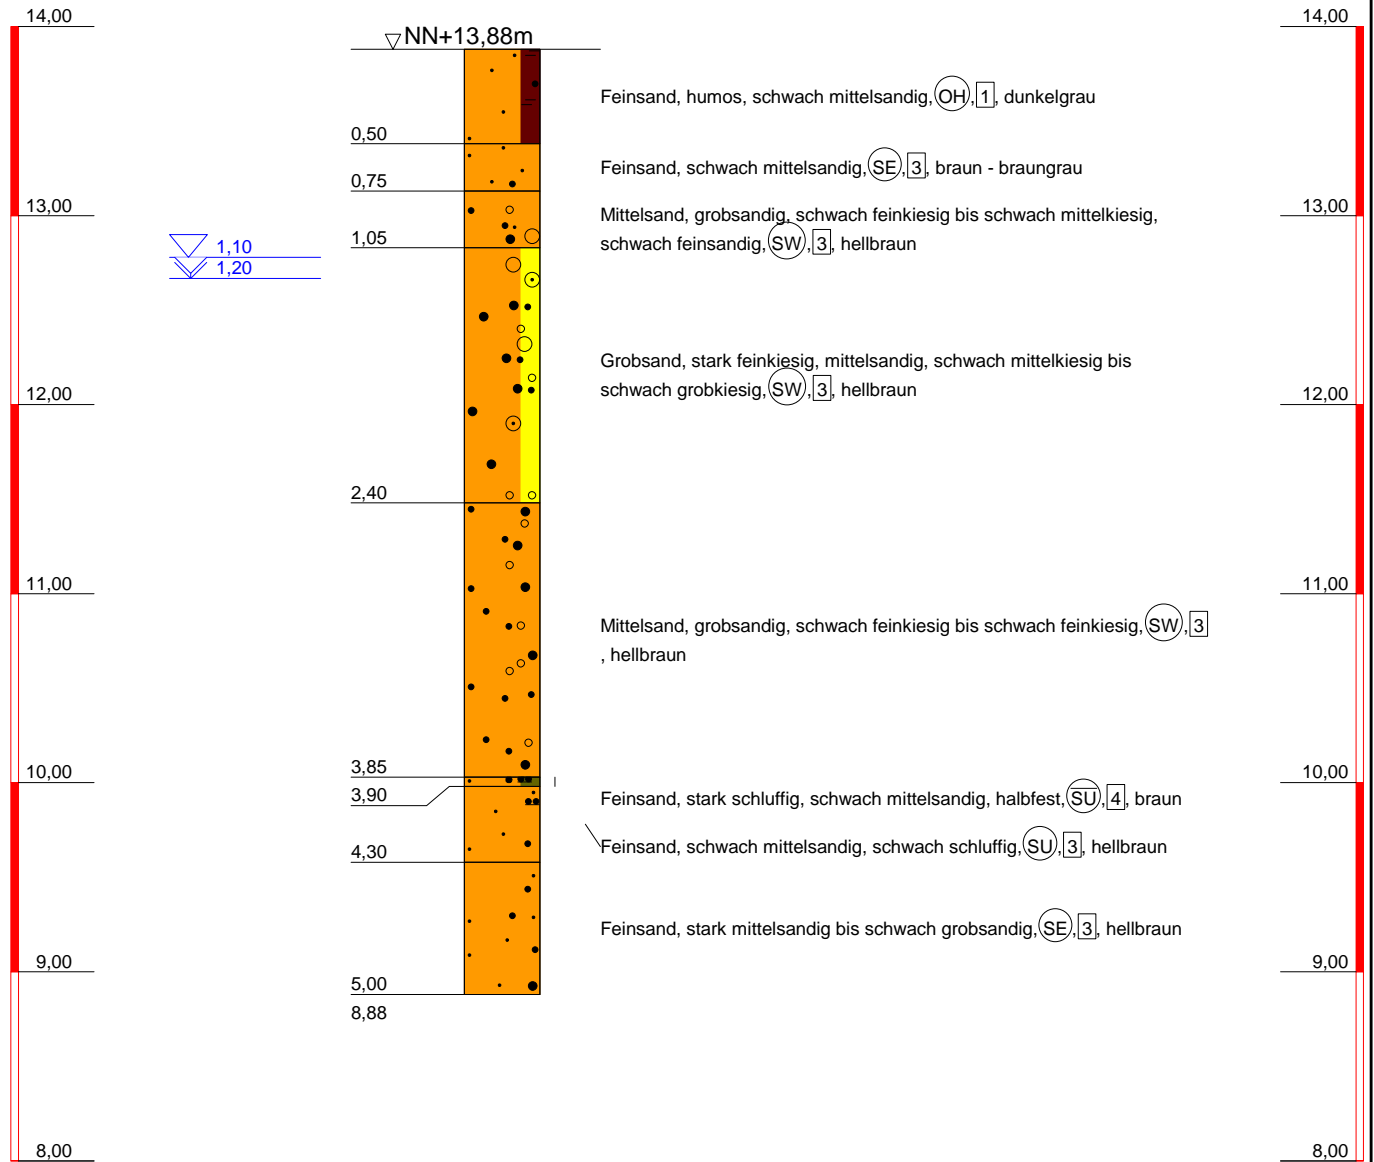 14,00 14,00
NN+13,88m
Feinsand, humos, schwach mittelsandig, OH, 1, dunkelgrau
0,50
Feinsand, schwach mittelsandig, SE, 3, braun - braungrau
0,75
13,00 13,00
Mittelsand, grobsandig, schwach feinkiesig bis schwach mittelkiesig,
schwach feinsandig, SW, 3, hellbraun
1,05
1,10
1,20
Grobsand, stark feinkiesig, mittelsandig, schwach mittelkiesig bis
schwach grobkiesig, SW, 3, hellbraun
12,00 12,00
2,40
11,00 11,00
Mittelsand, grobsandig, schwach feinkiesig bis schwach feinkiesig, SW, 3
, hellbraun
3,85
10,00 10,00
3,90
Feinsand, stark schluffig, schwach mittelsandig, halbfest, S̅U̅, 4, braun
Feinsand, schwach mittelsandig, schwach schluffig, SU, 3, hellbraun
4,30
Feinsand, stark mittelsandig bis schwach grobsandig, SE, 3, hellbraun
9,00 9,00
5,00
8,88
8,00 8,00